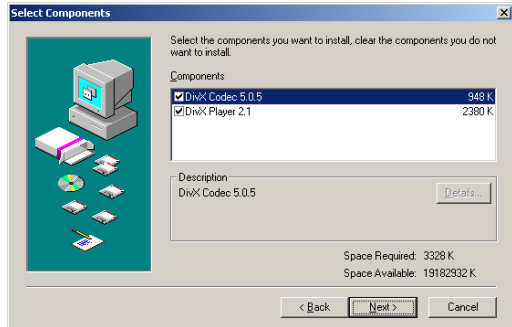 Select Components
Select the components you want to install, clear the components you do not
want to install.
Components
DivX Codec 5.0.5 948 K
DivX Player 2.1 2380 K
Description
DivX Codec 5.0.5
Details...
Space Required: 3328 K
Space Available: 19182932 K
< Back Next > Cancel